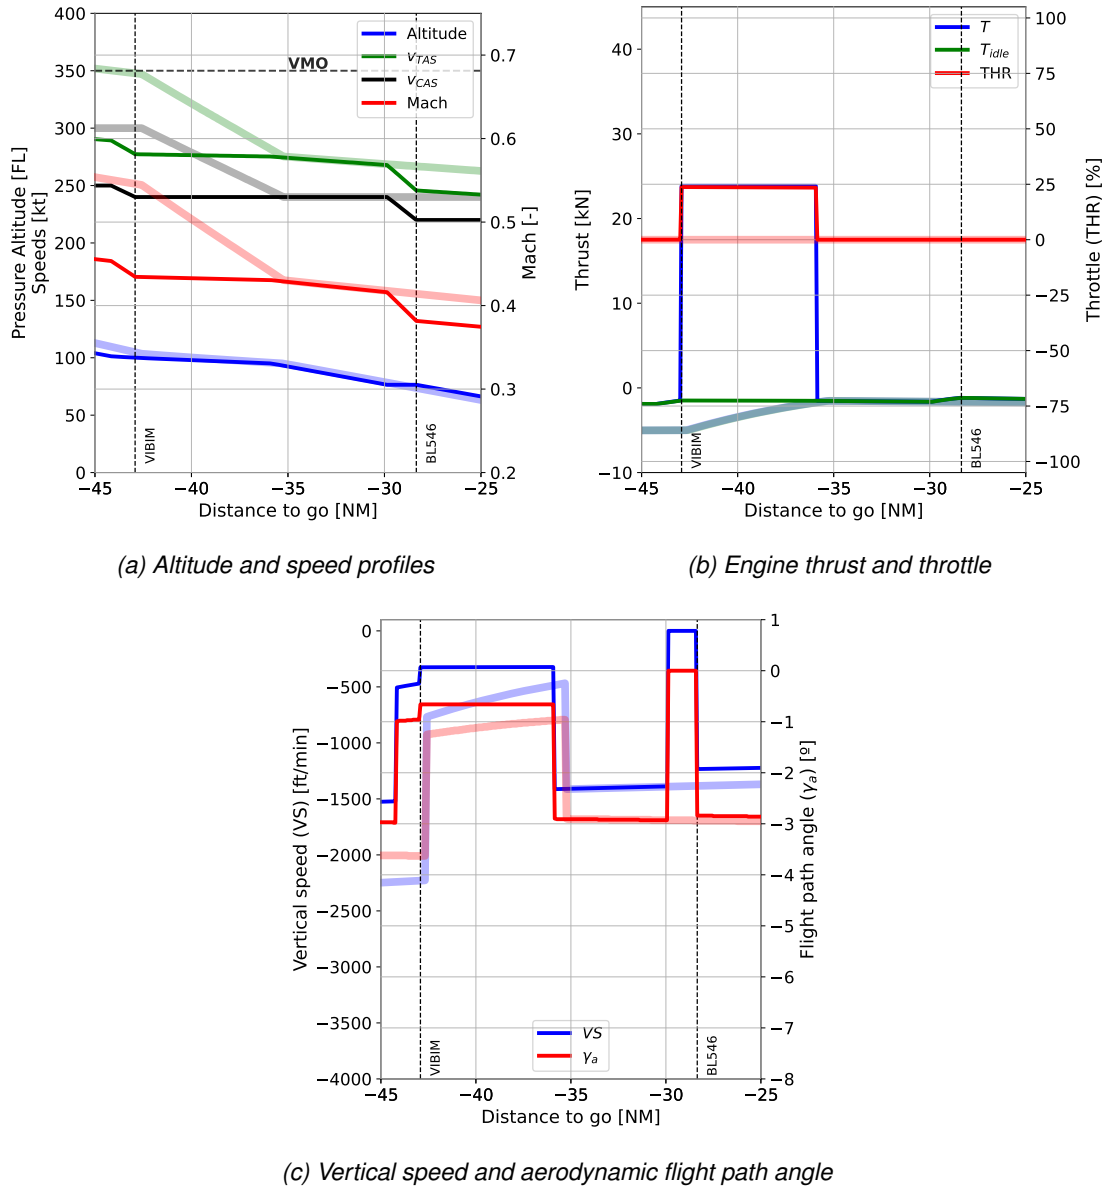 400
350
300
250
200
150
100
50
0
Pressure Altitude [FL]
Speeds [kt]
VMO
Altitude
vTAS
vCAS
Mach
0.7
0.6
0.5
0.4
0.3
0.2
Mach [-]
VIBIM
BL546
−45 −40 −35 −30 −25
Distance to go [NM]
(a) Altitude and speed profiles
40
30
20
10
0
−10
Thrust [kN]
T
Tidle
THR
100
75
50
25
0
−25
−50
−75
−100
Throttle (THR) [%]
VIBIM
BL546
−45 −40 −35 −30 −25
Distance to go [NM]
(b) Engine thrust and throttle
0
−500
−1000
−1500
−2000
−2500
−3000
−3500
−4000
Vertical speed (VS) [ft/min]
VS
γa
1
0
−1
−2
−3
−4
−5
−6
−7
−8
Flight path angle (γa) [º]
VIBIM
BL546
−45 −40 −35 −30 −25
Distance to go [NM]
(c) Vertical speed and aerodynamic flight path angle